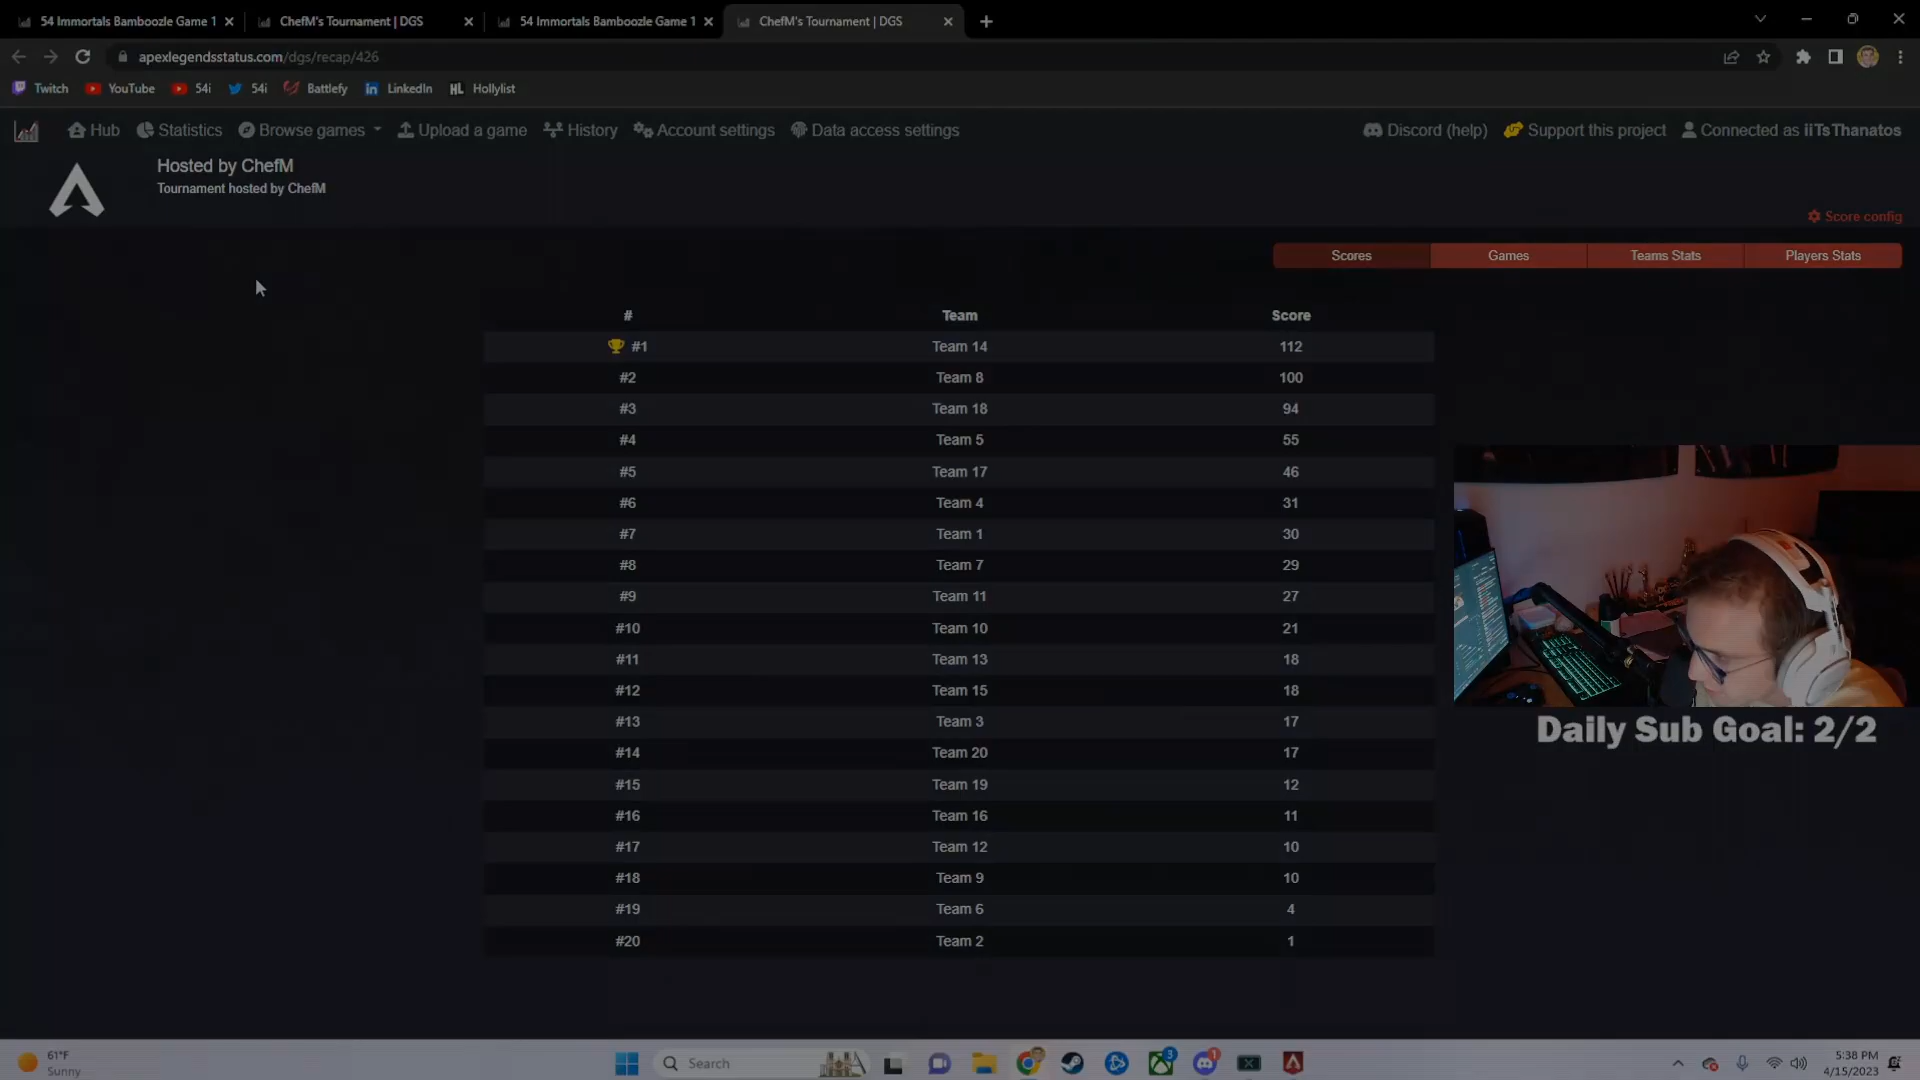 54 Immortals Bamboozle Game 1
ChefM's Tournament | DGS
54 Immortals Bamboozle Game 1
ChefM's Tournament | DGS
apexlegendsstatus.com/dgs/recap/426
Twitch
YouTube
54i
54i
Battlefy
LinkedIn
HL Hollylist
Hub
Statistics
Browse games
Upload a game
History
Account settings
Data access settings
Discord (help)
Support this project
Connected as iiTsThanatos
Hosted by ChefM
Tournament hosted by ChefM
Score config
Scores
Games
Teams Stats
Players Stats
# Team Score
#1 Team 14 112
#2 Team 8 100
#3 Team 18 94
#4 Team 5 55
#5 Team 17 46
#6 Team 4 31
#7 Team 1 30
#8 Team 7 29
#9 Team 11 27
#10 Team 10 21
#11 Team 13 18
#12 Team 15 18
#13 Team 3 17
#14 Team 20 17
#15 Team 19 12
#16 Team 16 11
#17 Team 12 10
#18 Team 9 10
#19 Team 6 4
#20 Team 2 1
Daily Sub Goal: 2/2
61°F
Sunny
Search
3
1
5:38 PM
4/15/2023